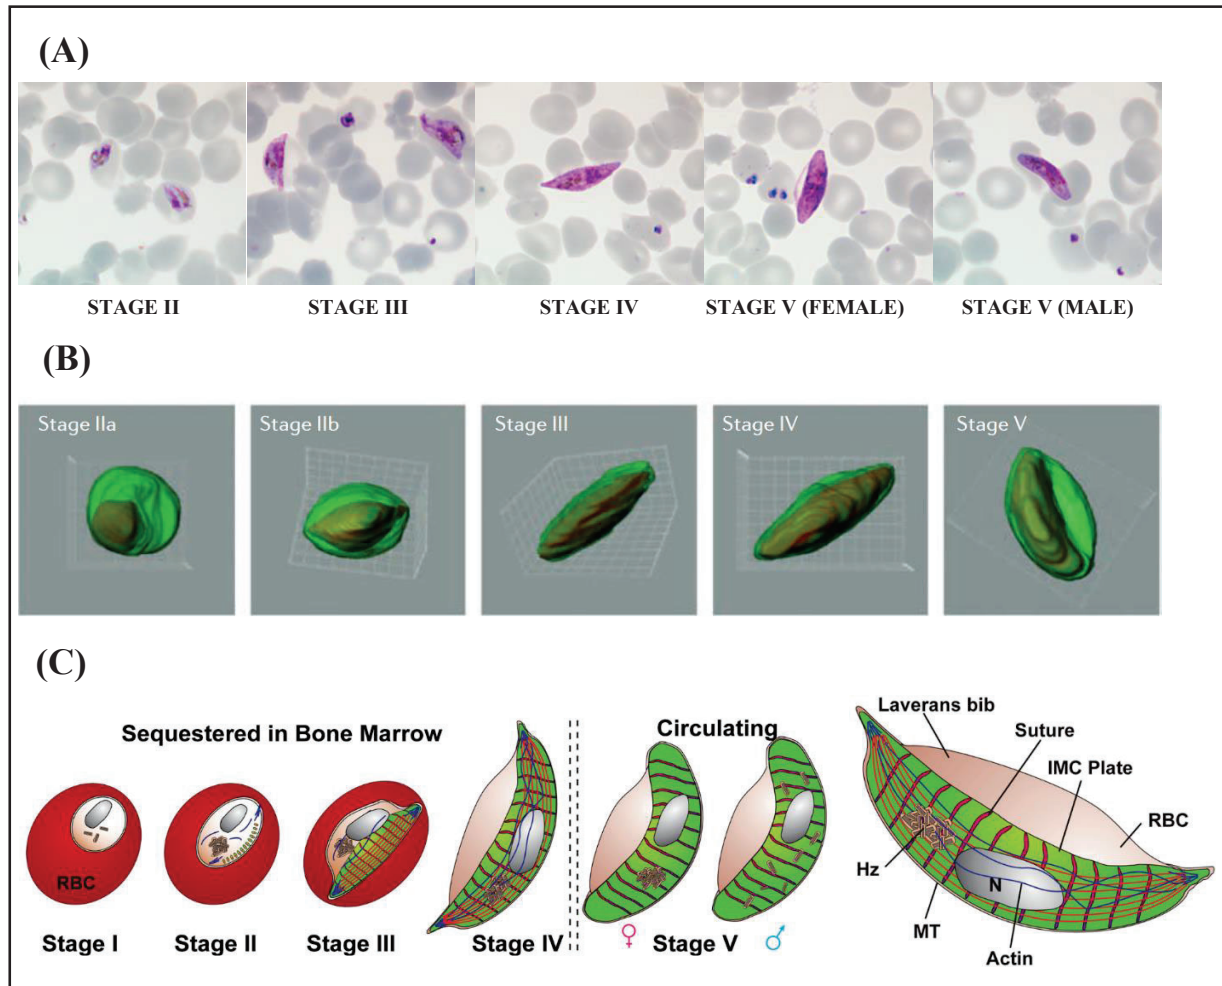 (A)
STAGE II
STAGE III
STAGE IV
STAGE V (FEMALE)
STAGE V (MALE)
(B)
Stage IIa
Stage IIb
Stage III
Stage IV
Stage V
(C)
Sequestered in Bone Marrow
Circulating
RBC
Stage I
Stage II
Stage III
Stage IV
♀
Stage V
♂
Laverans bib
Suture
IMC Plate
RBC
Hz
N
MT
Actin